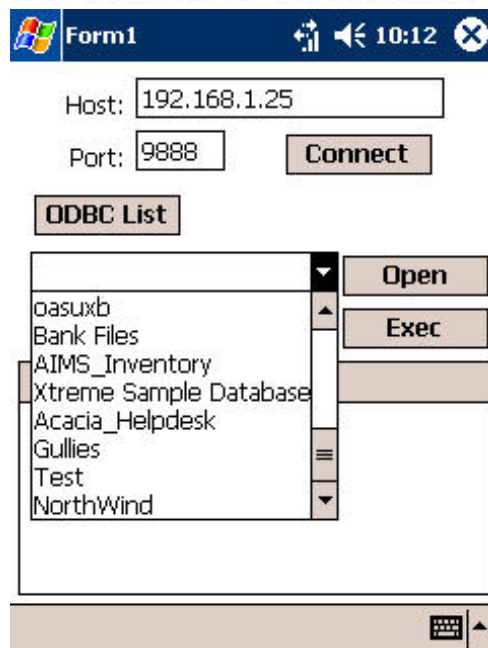 Form1 10:12
Host: 192.168.1.25
Port: 9888 Connect
ODBC List
Open
oasuxb
Exec
Bank Files
AIMS_Inventory
Xtreme Sample Database
Acacia_Helpdesk
Gullies
Test
NorthWind